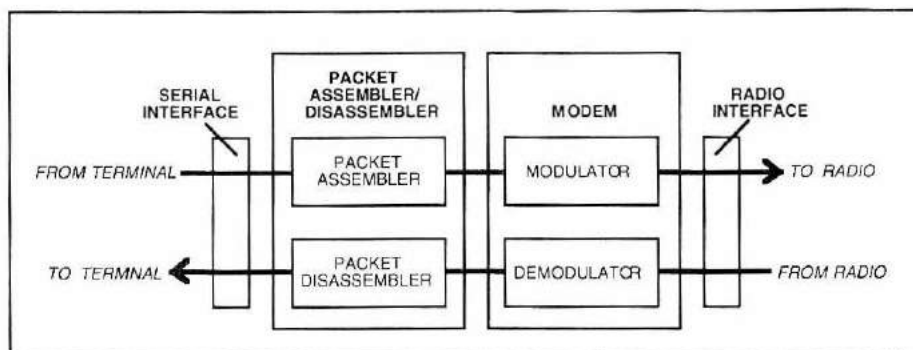 PACKET
ASSEMBLER/
DISASSEMBLER
SERIAL
INTERFACE
MODEM
RADIO
INTERFACE
FROM TERMINAL
PACKET
ASSEMBLER
MODULATOR
TO RADIO
TO TERMNAL
PACKET
DISASSEMBLER
DEMODULATOR
FROM RADIO